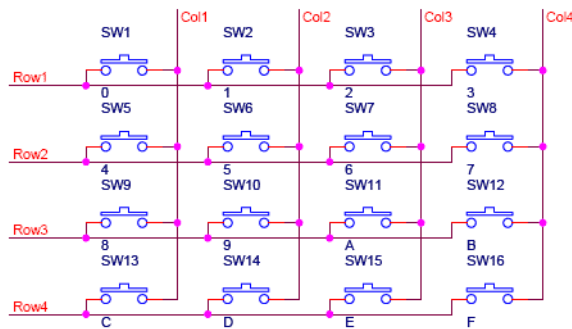 Col1 Col2 Col3 Col4
SW1 SW2 SW3 SW4
Row1
0 1 2 3
SW5 SW6 SW7 SW8
Row2
4 5 6 7
SW9 SW10 SW11 SW12
Row3
8 9 A B
SW13 SW14 SW15 SW16
Row4
C D E F